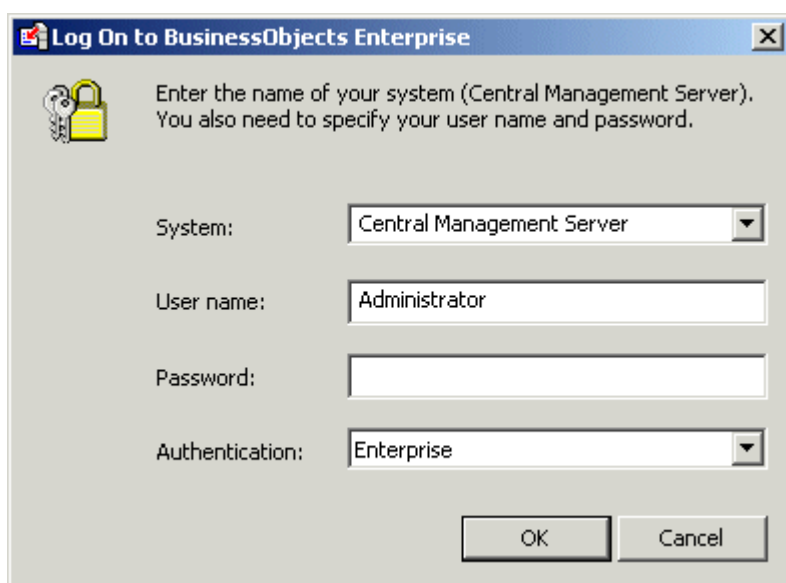 Log On to BusinessObjects Enterprise
Enter the name of your system (Central Management Server).
You also need to specify your user name and password.
System: Central Management Server
User name: Administrator
Password:
Authentication: Enterprise
OK Cancel